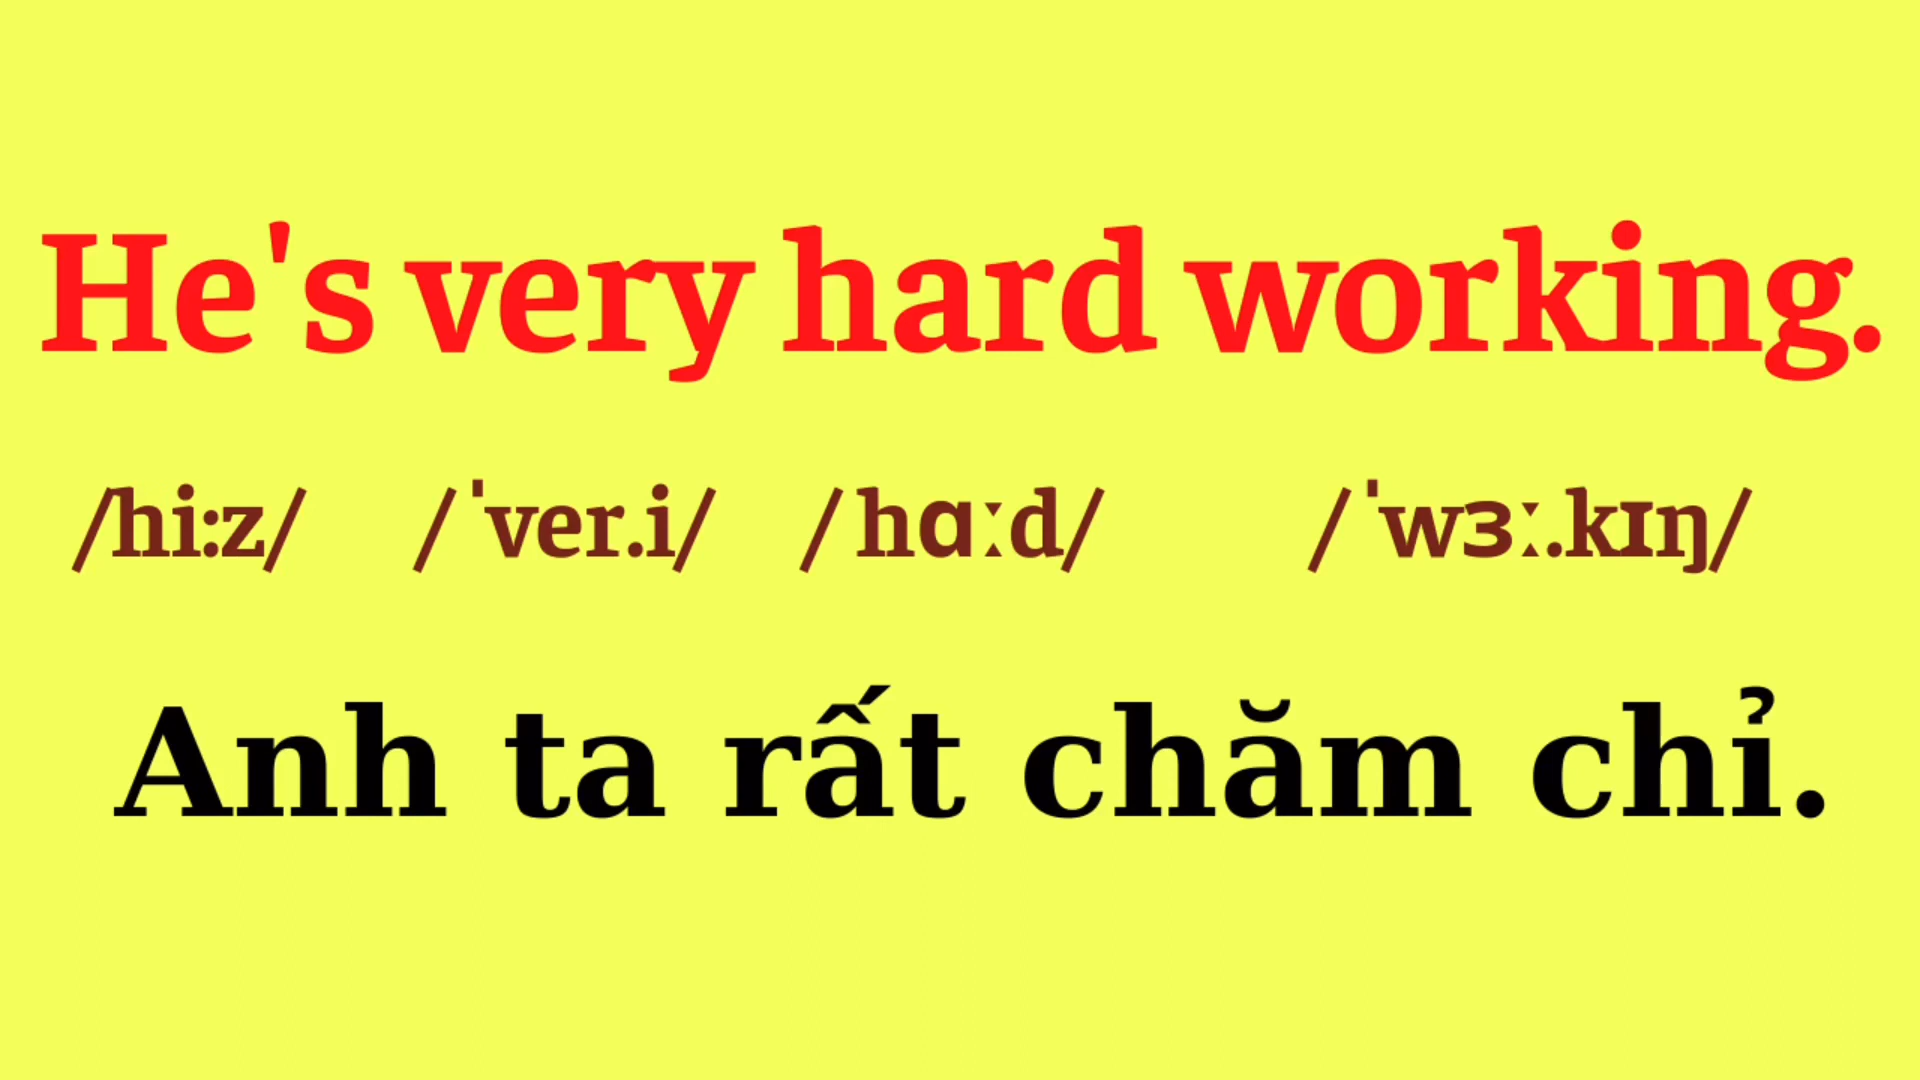 He's very hard working.
/hi:z/ /ˈver.i/ /hɑːd/ /ˈwɜː.kɪŋ/
Anh ta rất chăm chỉ.